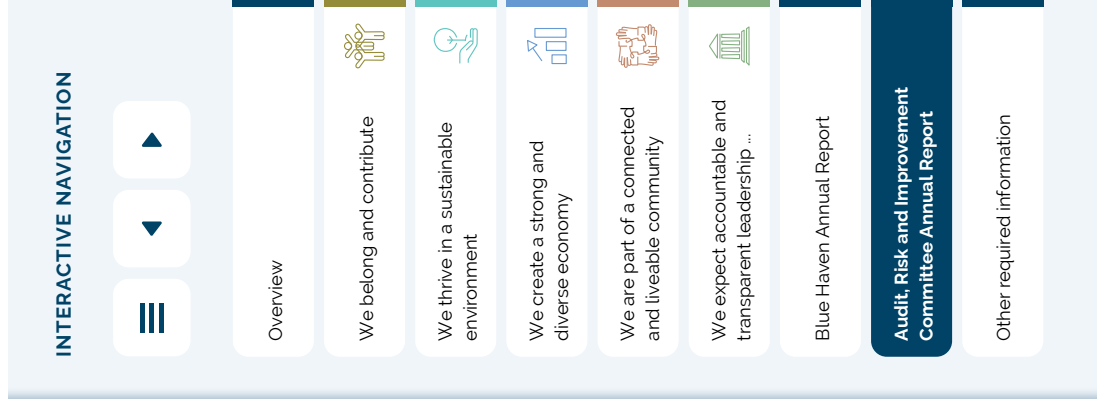 INTERACTIVE NAVIGATION
Overview
We belong and contribute
We thrive in a sustainable
environment
We create a strong and
diverse economy
We are part of a connected
and liveable community
We expect accountable and
transparent leadership ...
Blue Haven Annual Report
Audit, Risk and Improvement
Committee Annual Report
Other required information